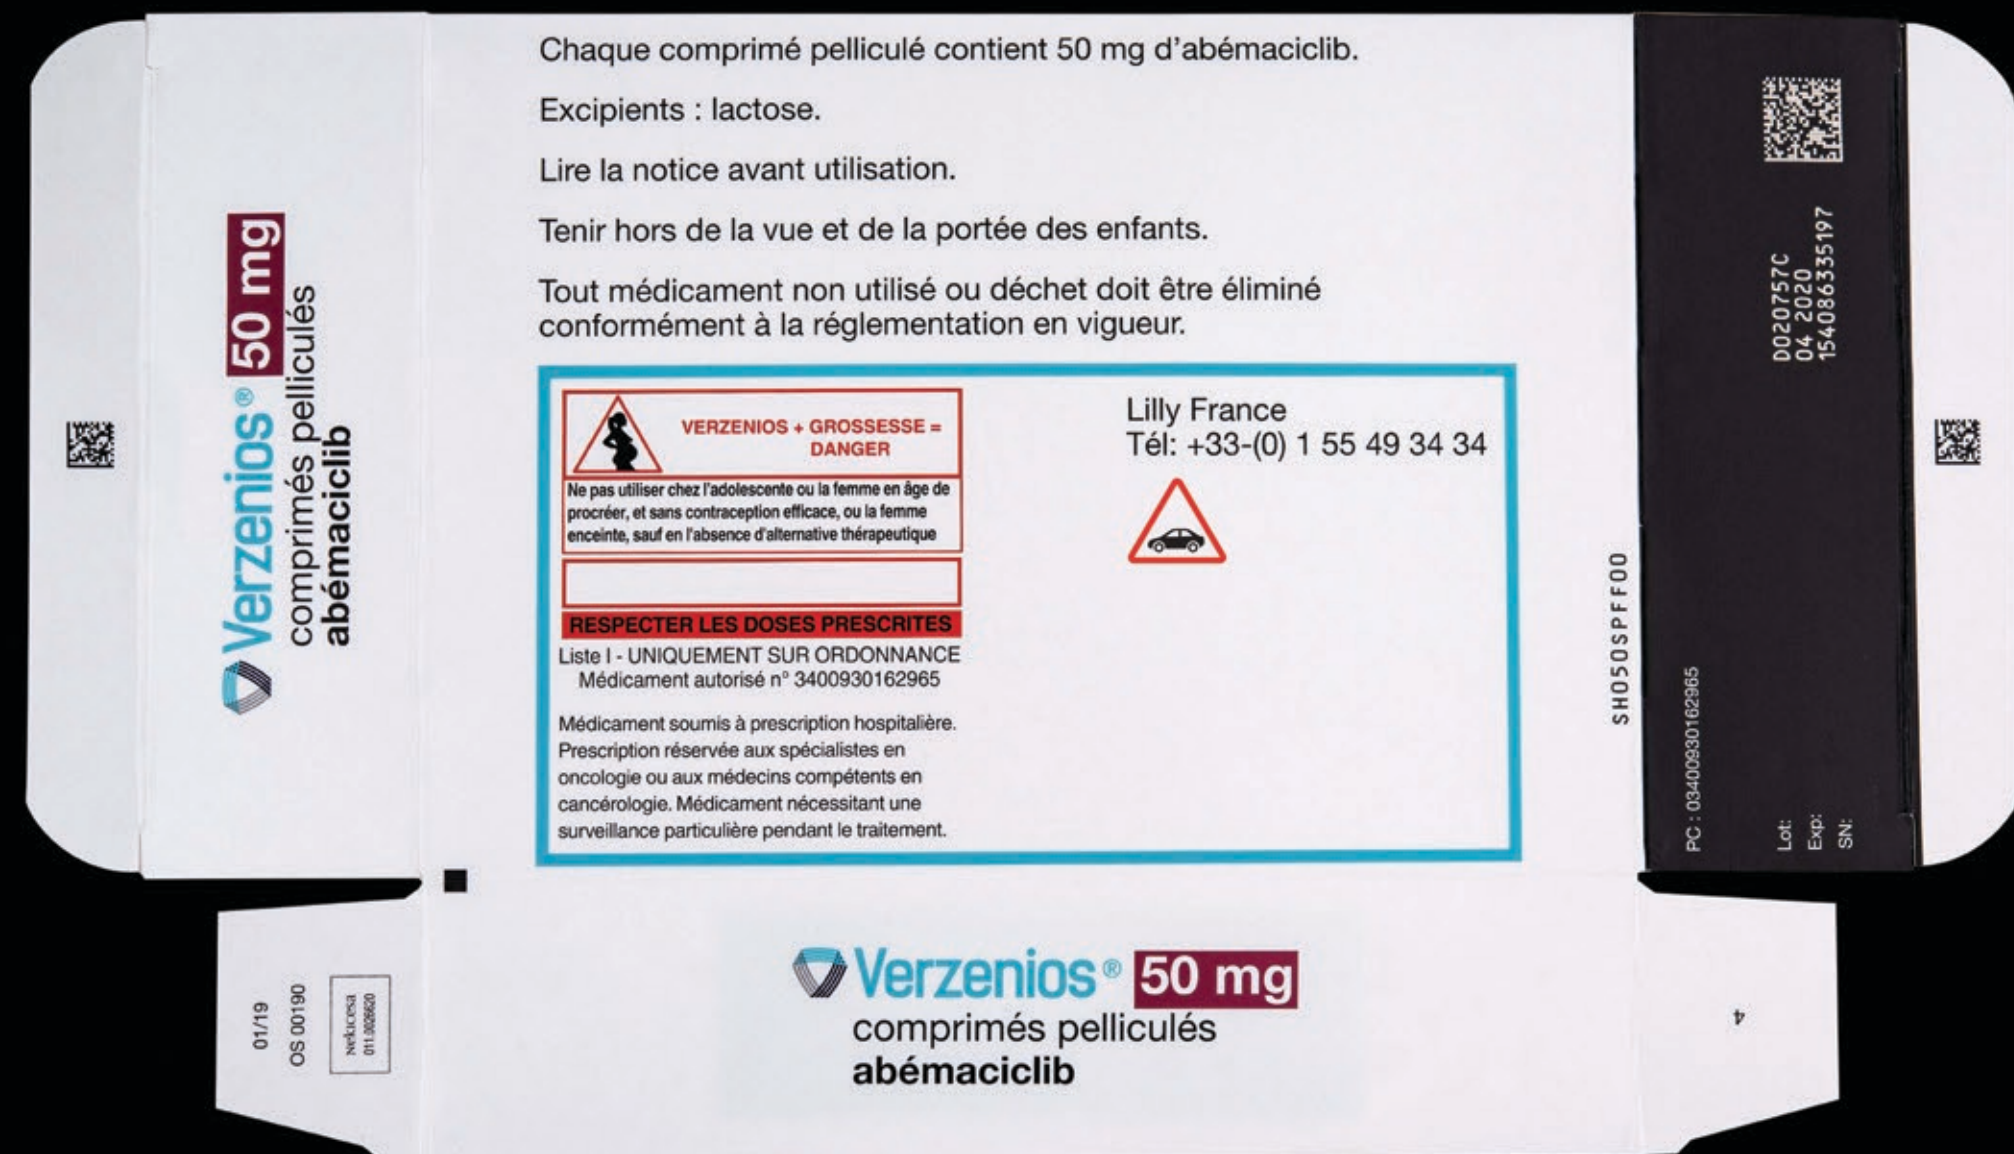 Chaque comprimé pelliculé contient 50 mg d'abémaciclib.
Excipients : lactose.
Lire la notice avant utilisation.
Tenir hors de la vue et de la portée des enfants.
Tout médicament non utilisé ou déchet doit être éliminé
conformément à la réglementation en vigueur.
VERZENIOS + GROSSESSE =
DANGER
Ne pas utiliser chez l'adolescente ou la femme en âge de
procréer, et sans contraception efficace, ou la femme
enceinte, sauf en l'absence d'alternative thérapeutique
RESPECTER LES DOSES PRESCRITES
Liste I - UNIQUEMENT SUR ORDONNANCE
Médicament autorisé n° 3400930162965
Médicament soumis à prescription hospitalière.
Prescription réservée aux spécialistes en
oncologie ou aux médecins compétents en
cancérologie. Médicament nécessitant une
surveillance particulière pendant le traitement.
Lilly France
Tél: +33-(0) 1 55 49 34 34
Verzenios® 50 mg
comprimés pelliculés
abémaciclib
Verzenios® 50 mg
comprimés pelliculés
abémaciclib
SH050SPFF00
PC : 03400930162965
Lot: D020757C
Exp: 04 2020
SN: 154086335197
01/19
OS 00190
Nekicesa
011.0026620
4